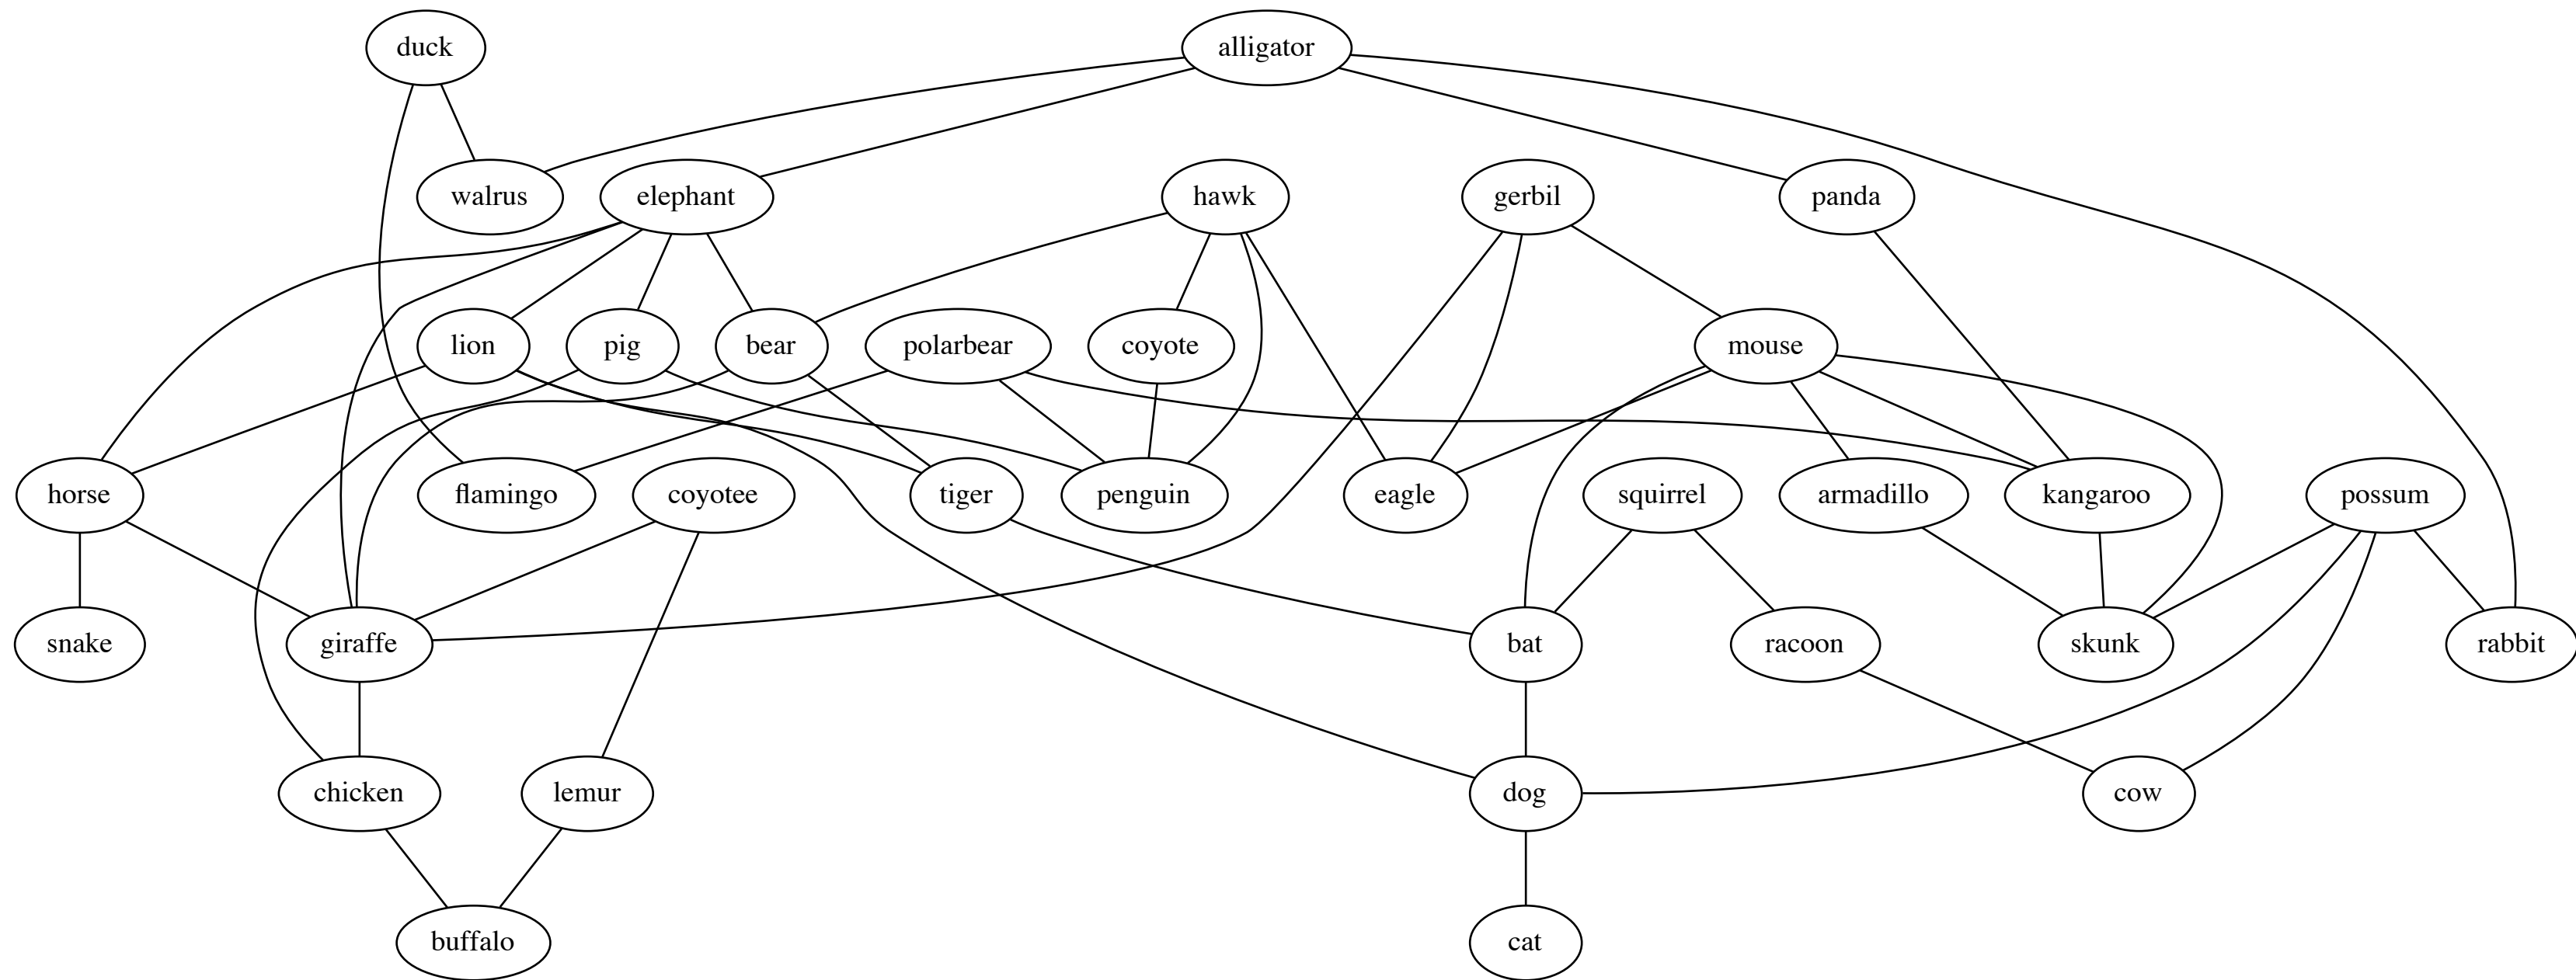 duck
alligator
walrus
elephant
hawk
gerbil
panda
lion
pig
bear
polarbear
coyote
mouse
horse
flamingo
coyotee
tiger
penguin
eagle
squirrel
armadillo
kangaroo
possum
snake
giraffe
bat
racoon
skunk
rabbit
chicken
lemur
dog
cow
buffalo
cat